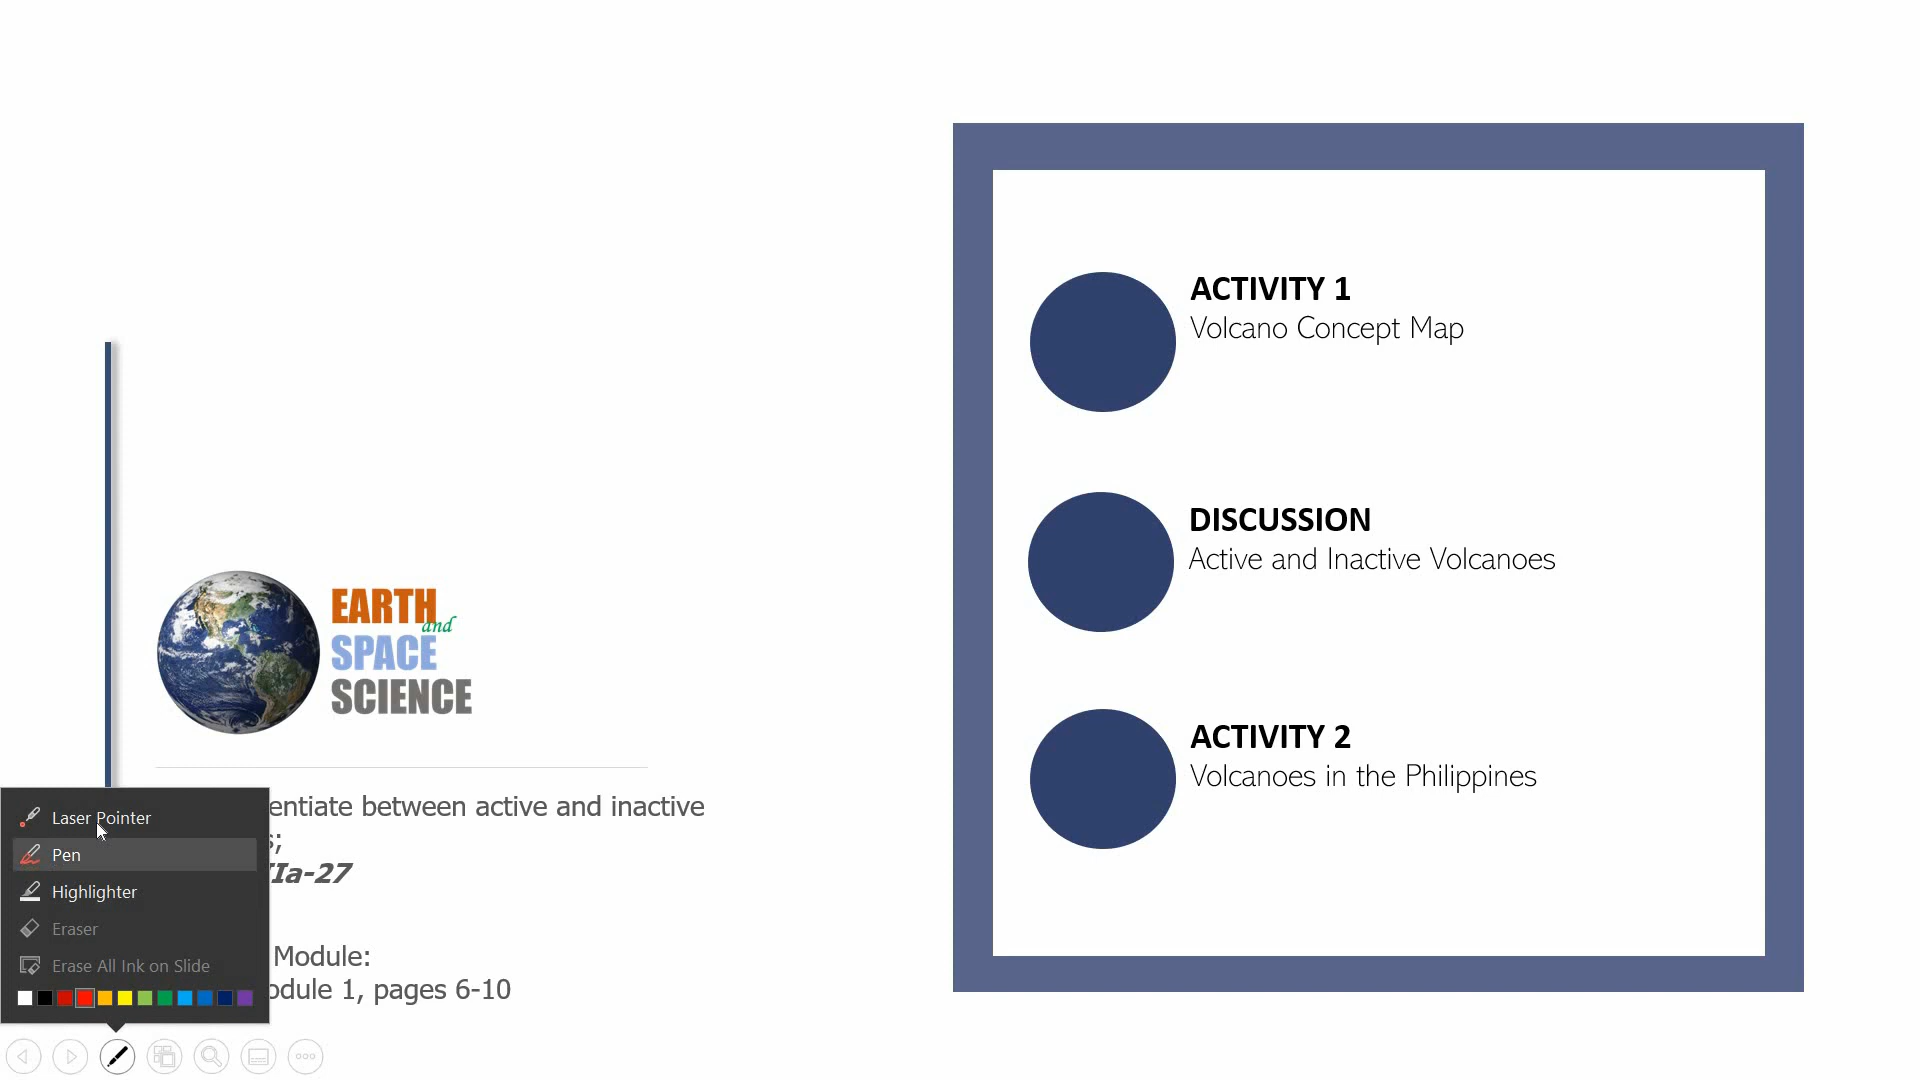 EARTH
and
SPACE
SCIENCE
entiate between active and inactive
s;
Ia-27
Module:
odule 1, pages 6-10
Laser Pointer
Pen
Highlighter
Eraser
Erase All Ink on Slide
ACTIVITY 1
Volcano Concept Map
DISCUSSION
Active and Inactive Volcanoes
ACTIVITY 2
Volcanoes in the Philippines